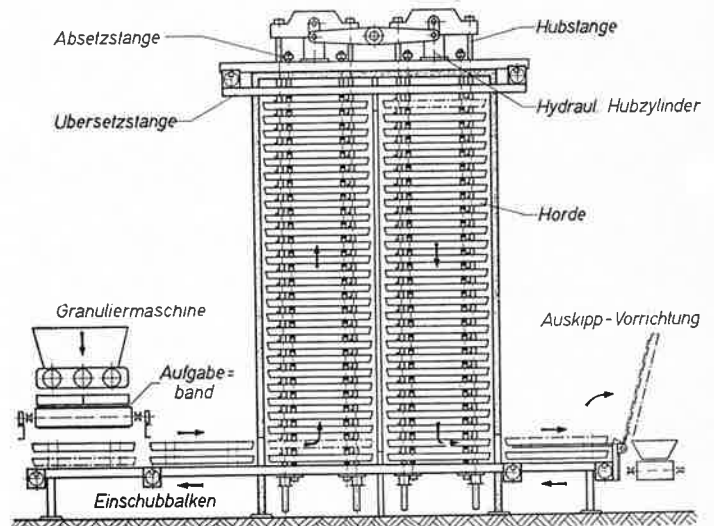 Absetzstange
Hubstange
Übersetzstange
Hydraul. Hubzylinder
Horde
Granuliermaschine
Auskipp-Vorrichtung
Aufgabe=
band
Einschubbalken